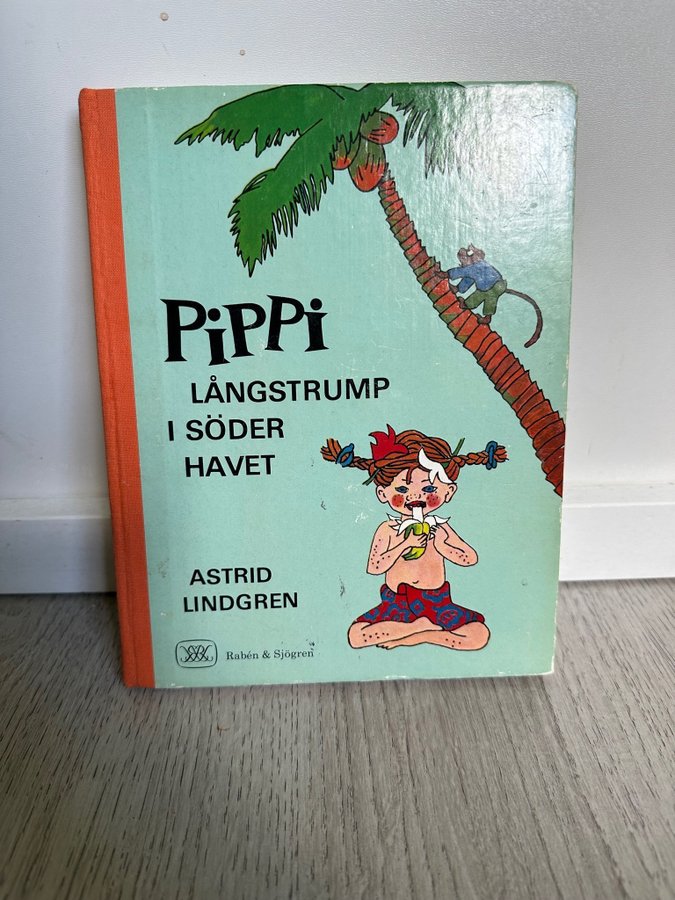 PiPPi
LÅNGSTRUMP
I SÖDER
HAVET
ASTRID
LINDGREN
Rabén & Sjögren